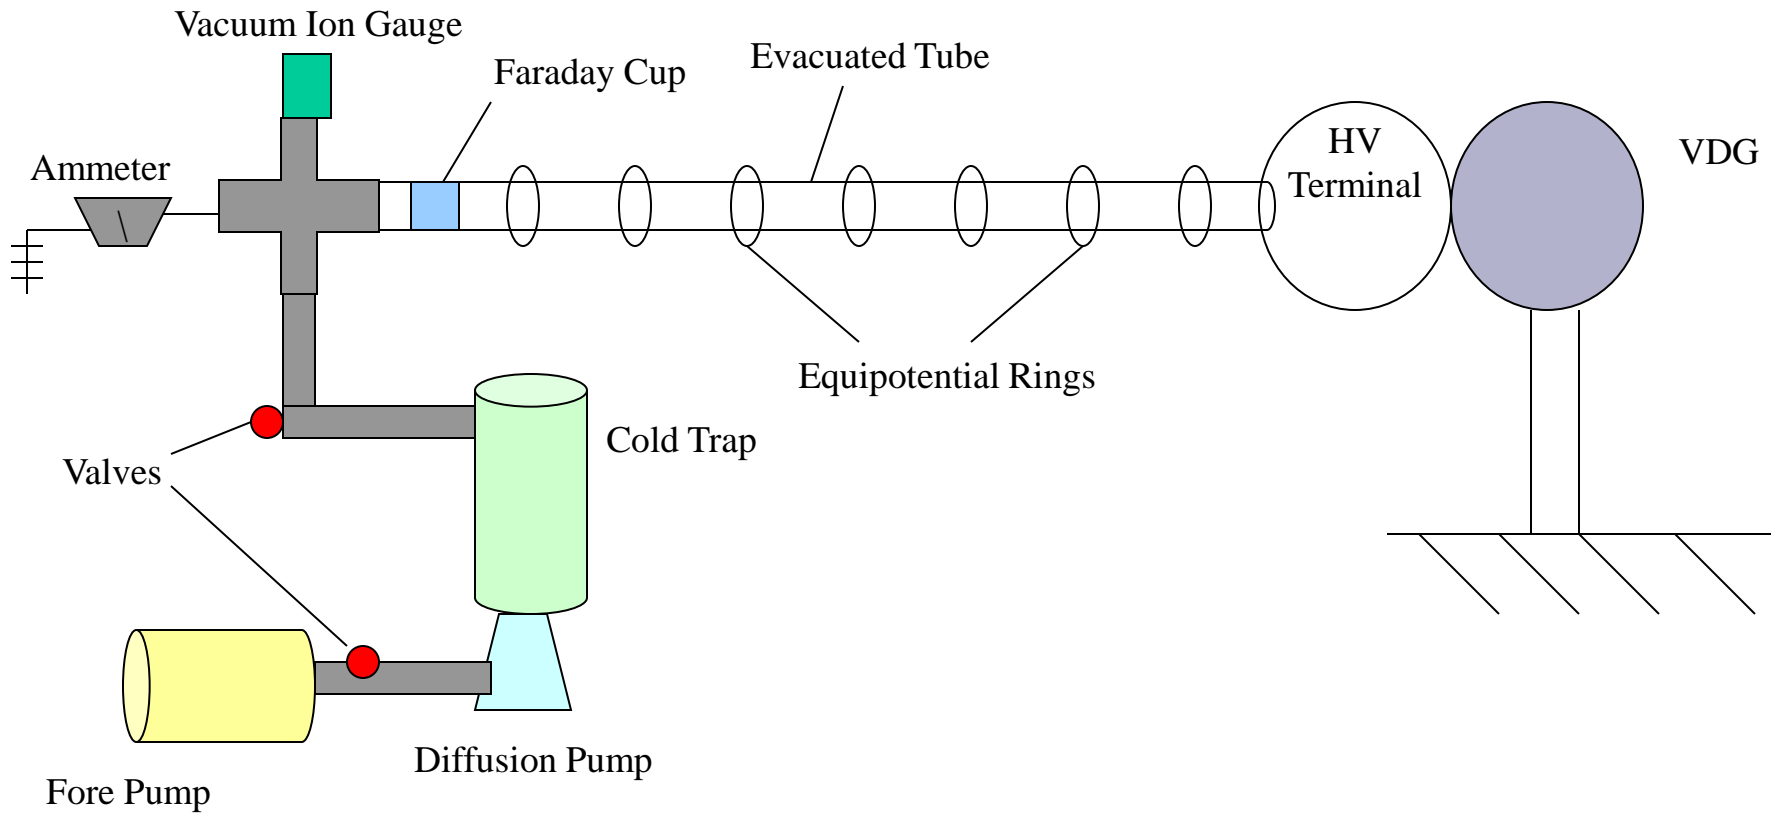 Vacuum Ion Gauge
Faraday Cup
Evacuated Tube
HV
Terminal
VDG
Ammeter
Equipotential Rings
Cold Trap
Valves
Diffusion Pump
Fore Pump